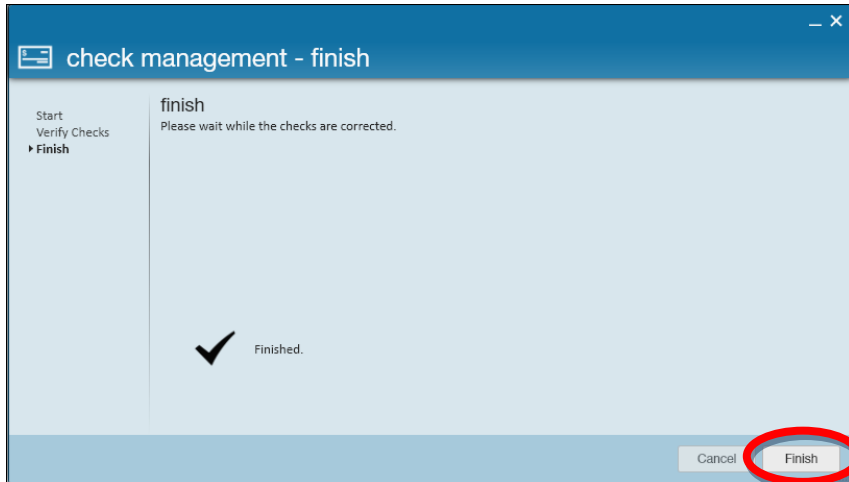 check management - finish
Start
Verify Checks
Finish
finish
Please wait while the checks are corrected.
Finished.
Cancel
Finish